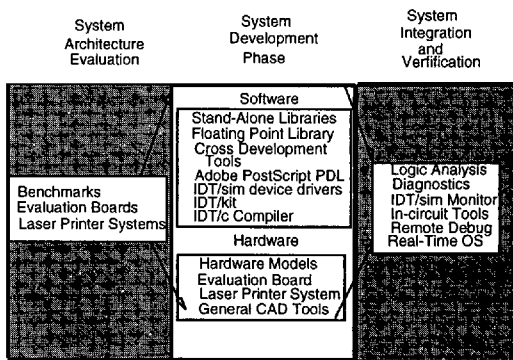 System
Architecture
Evaluation
System
Development
Phase
System
Integration
and
Vertification
Benchmarks
Evaluation Boards
Laser Printer Systems
Software
Stand-Alone Libraries
Floating Point Library
Cross Development
Tools
Adobe PostScript PDL
IDT/sim device drivers
IDT/kit
IDT/c Compiler
Hardware
Hardware Models
Evaluation Board
Laser Printer System
General CAD Tools
Logic Analysis
Diagnostics
IDT/sim Monitor
In-circuit Tools
Remote Debug
Real-Time OS